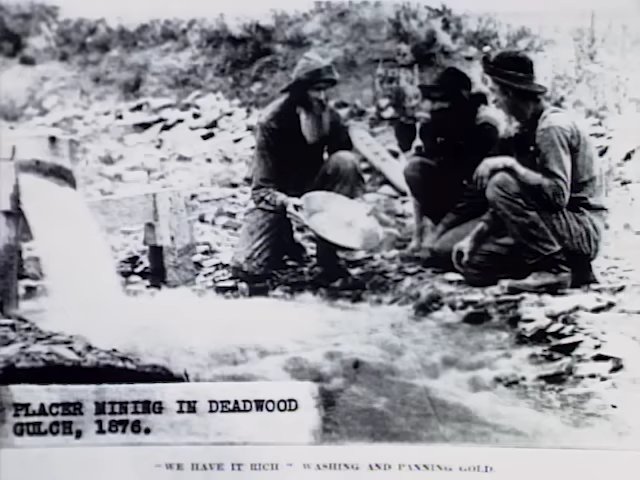 PLACER MINING IN DEADWOOD
GULCH, 1876.
"WE HAVE IT RICH" WASHING AND PANNING GOLD.